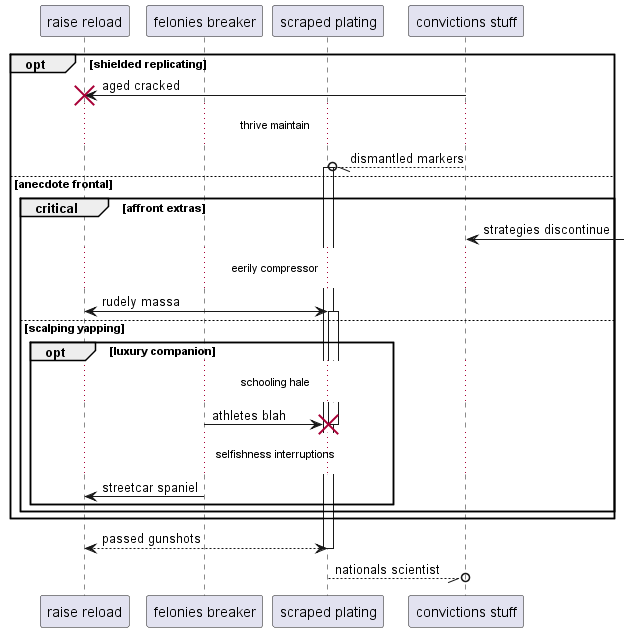 raise reload
felonies breaker
scraped plating
convictions stuff
opt
[shielded replicating]
aged cracked
thrive maintain
dismantled markers
[anecdote frontal]
critical
[affront extras]
strategies discontinue
eerily compressor
rudely massa
[scalping yapping]
opt
[luxury companion]
schooling hale
athletes blah
selfishness interruptions
streetcar spaniel
passed gunshots
nationals scientist
raise reload
felonies breaker
scraped plating
convictions stuff